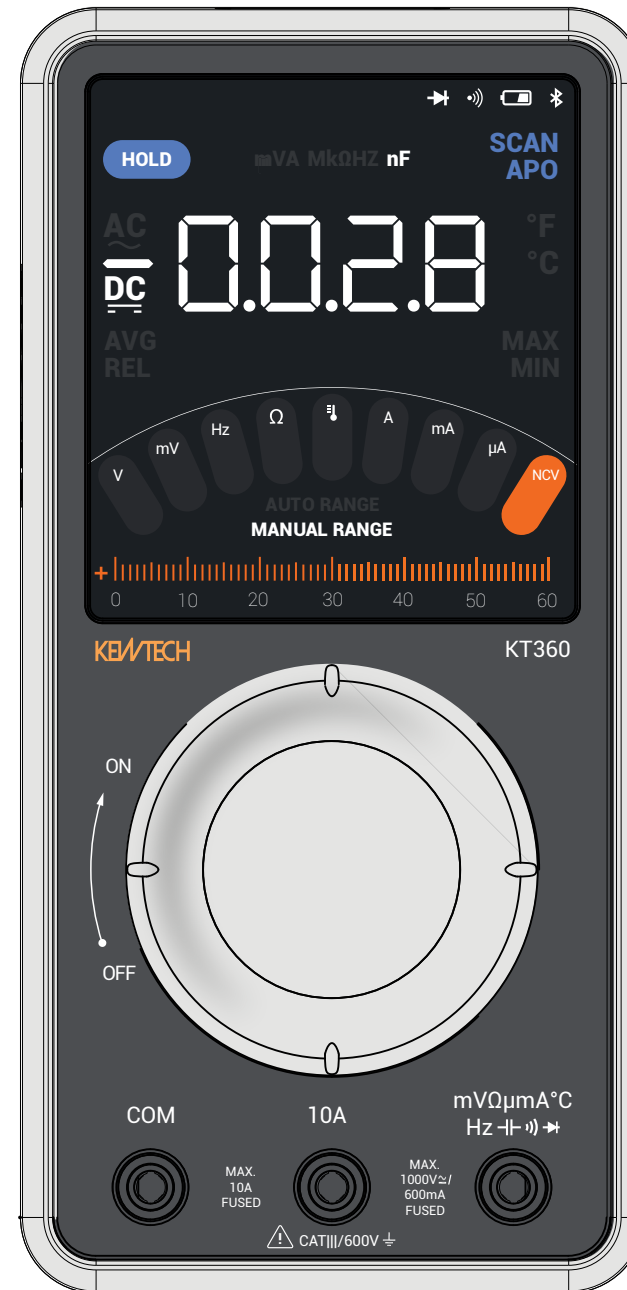 HOLD
mVA MkΩHZ nF
SCAN
APO
AC
DC
0.0.2.8
°F
°C
AVG
REL
MAX
MIN
V
mV
Hz
Ω
A
mA
µA
NCV
AUTO RANGE
MANUAL RANGE
+
0 10 20 30 40 50 60
KEWTECH
KT360
ON
OFF
COM
10A
mVΩµmA°C
Hz
MAX.
10A
FUSED
MAX.
1000V≃/
600mA
FUSED
CATIII/600V